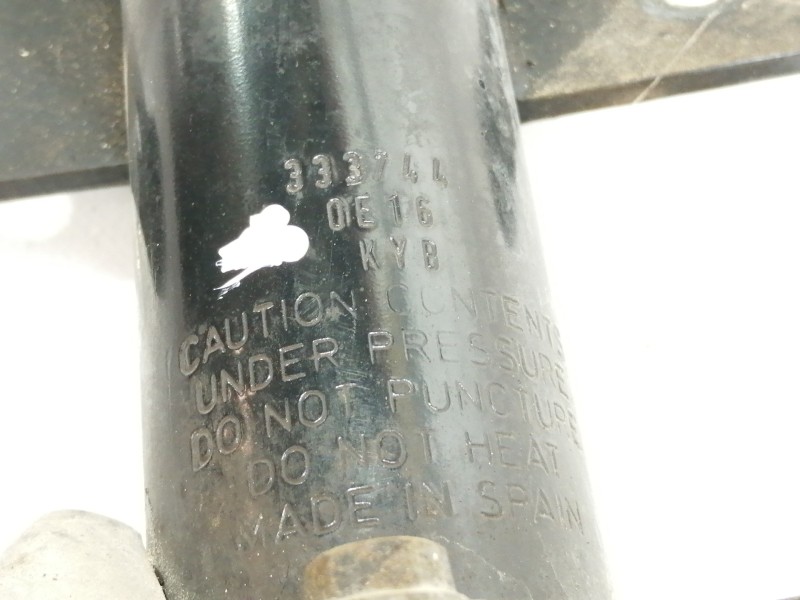 333744
0E16
KYB
CAUTION CONTENTS
UNDER PRESSURE
DO NOT PUNCTURE
DO NOT HEAT
MADE IN SPAIN